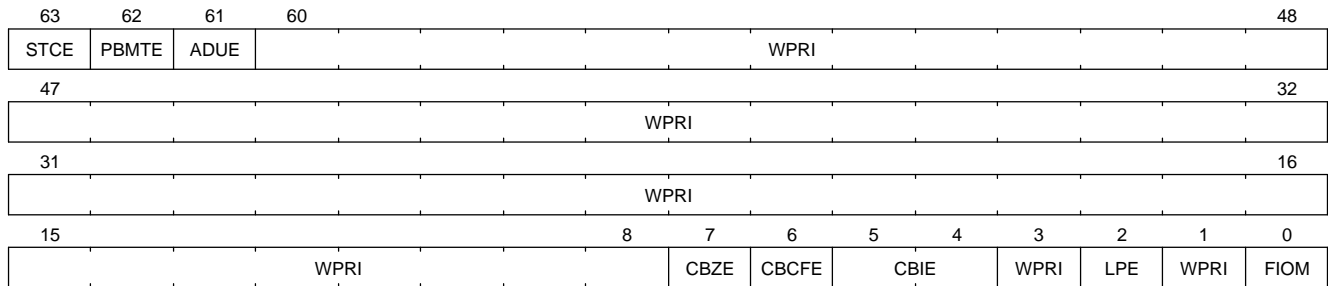 63 62 61 60 48
STCE PBMTE ADUE WPRI
47 32
WPRI
31 16
WPRI
15 8 7 6 5 4 3 2 1 0
WPRI CBZE CBCFE CBIE WPRI LPE WPRI FIOM